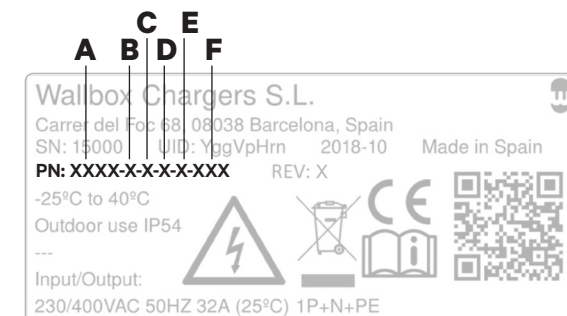 C E
A B D F
Wallbox Chargers S.L.
Carrer del Foc 68, 08038 Barcelona, Spain
SN: 15000 UID: YggVpHrn 2018-10 Made in Spain
PN: XXXX-X-X-X-X-XXX REV: X
-25ºC to 40ºC
Outdoor use IP54
---
Input/Output:
230/400VAC 50HZ 32A (25ºC) 1P+N+PE
CE
i